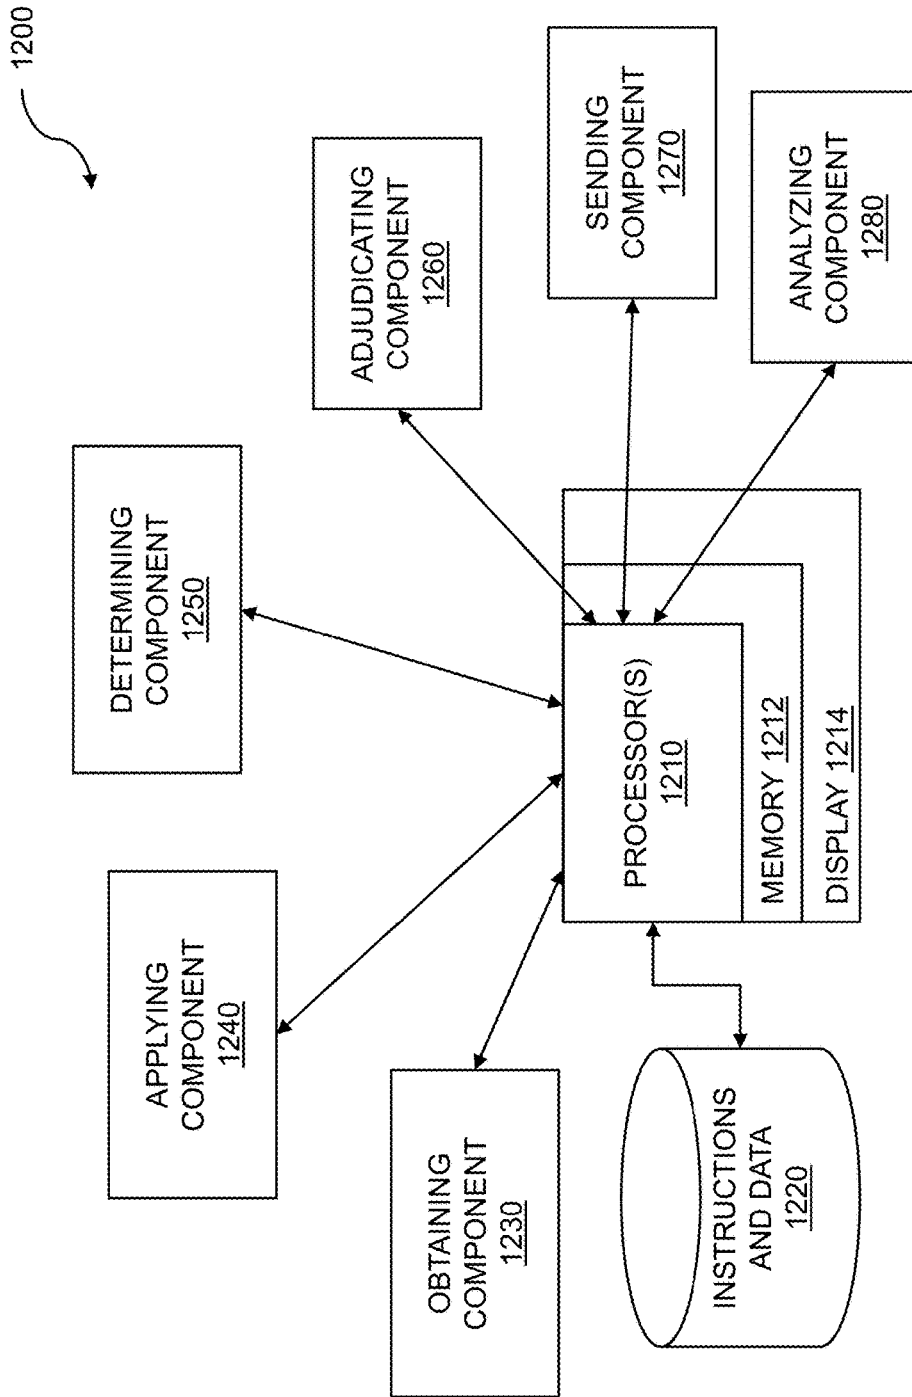 1200
OBTAINING
COMPONENT
1230
APPLYING
COMPONENT
1240
DETERMINING
COMPONENT
1250
ADJUDICATING
COMPONENT
1260
SENDING
COMPONENT
1270
ANALYZING
COMPONENT
1280
PROCESSOR(S)
1210
MEMORY 1212
DISPLAY 1214
INSTRUCTIONS
AND DATA
1220